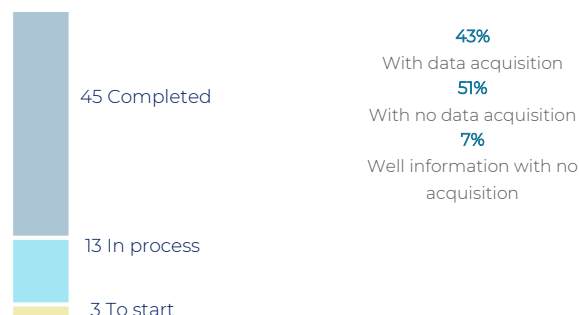 45 Completed
13 In process
3 To start
43%
With data acquisition
51%
With no data acquisition
7%
Well information with no
acquisition